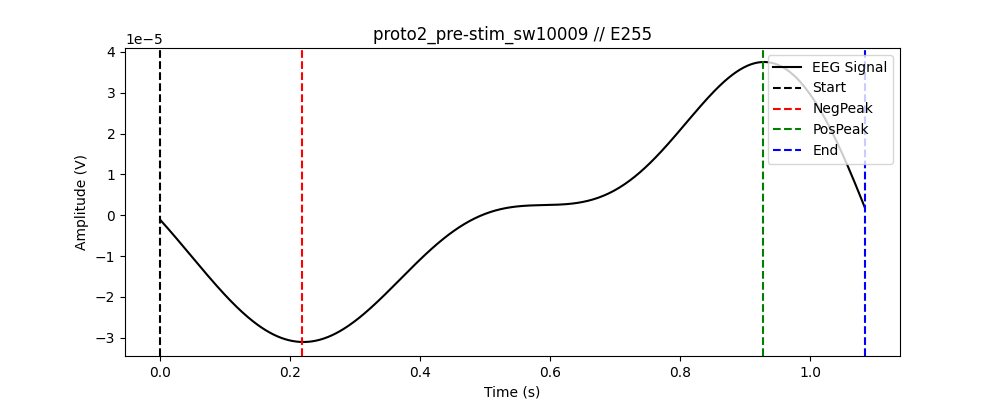 proto2_pre-stim_sw10009 // E255
1e−5
4
3
2
1
0
−1
−2
−3
Amplitude (V)
0.0 0.2 0.4 0.6 0.8 1.0
Time (s)
EEG Signal
Start
NegPeak
PosPeak
End